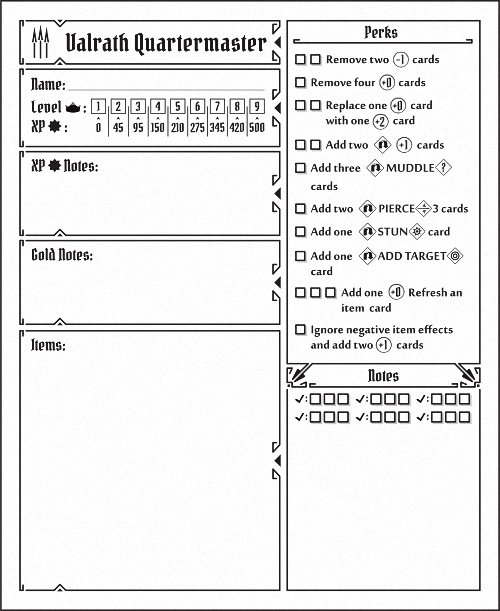 Valrath Quartermaster
Name:
Level : 1 2 3 4 5 6 7 8 9
XP : 0 45 95 150 210 275 345 420 500
XP Notes:
Gold Notes:
Items:
Perks
Remove two -1 cards
Remove four +0 cards
Replace one +0 card
with one +2 card
Add two +1 cards
Add three MUDDLE ?
cards
Add two PIERCE 3 cards
Add one STUN card
Add one ADD TARGET
card
Add one +0 Refresh an
item card
Ignore negative item effects
and add two +1 cards
Notes
✓: ✓: ✓:
✓: ✓: ✓: